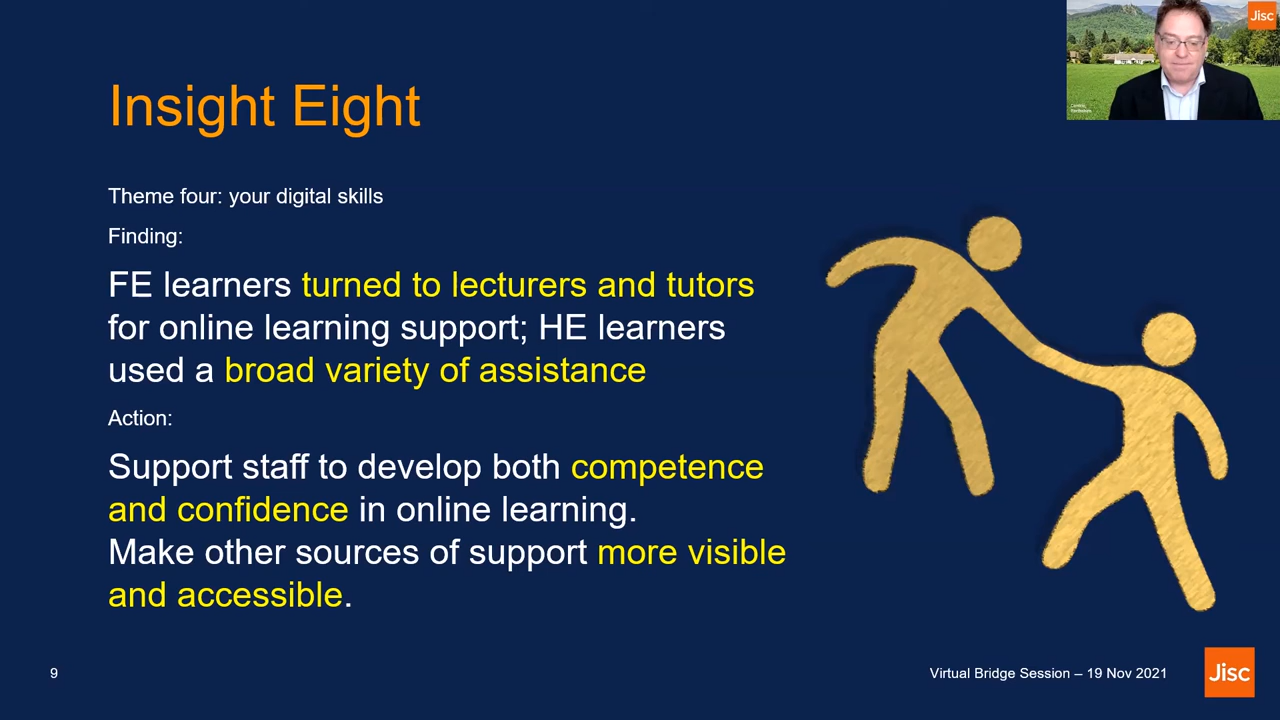 Jisc
Insight Eight
Theme four: your digital skills
Finding:
FE learners turned to lecturers and tutors
for online learning support; HE learners
used a broad variety of assistance
Action:
Support staff to develop both competence
and confidence in online learning.
Make other sources of support more visible
and accessible.
9
Virtual Bridge Session – 19 Nov 2021
Jisc